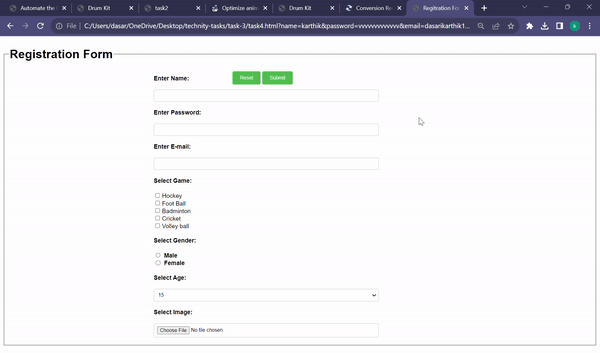 Automate the
Drum Kit
task2
Optimize anim
Drum Kit
Conversion Re
Regitration Fo
File | C:/Users/dasar/OneDrive/Desktop/technity-tasks/task-3/task4.html?name=karthik&password=vvvvvvvvvvvv&email=dasarikarthik1...
Registration Form
Enter Name:
Reset Submit
Enter Password:
Enter E-mail:
Select Game:
Hockey
Foot Ball
Badminton
Cricket
Volley ball
Select Gender:
Male
Female
Select Age:
15
Select Image:
Choose File No file chosen